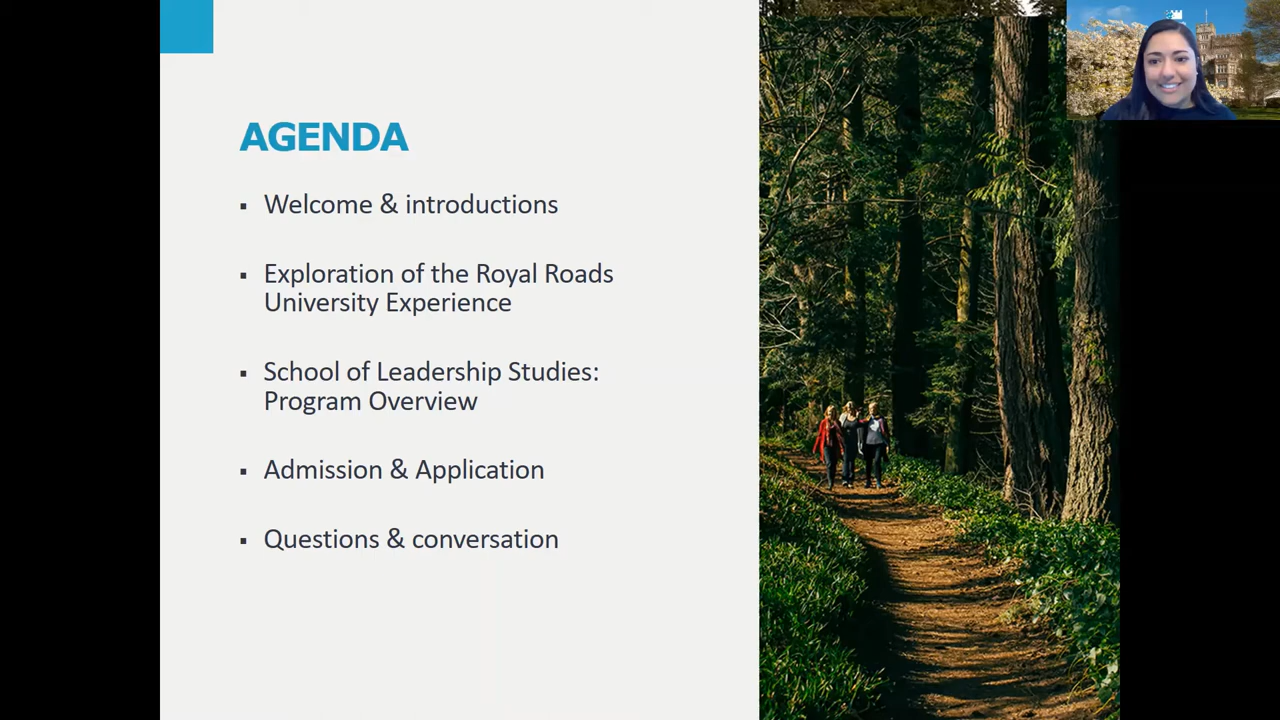 AGENDA
▪ Welcome & introductions
▪ Exploration of the Royal Roads
University Experience
▪ School of Leadership Studies:
Program Overview
▪ Admission & Application
▪ Questions & conversation